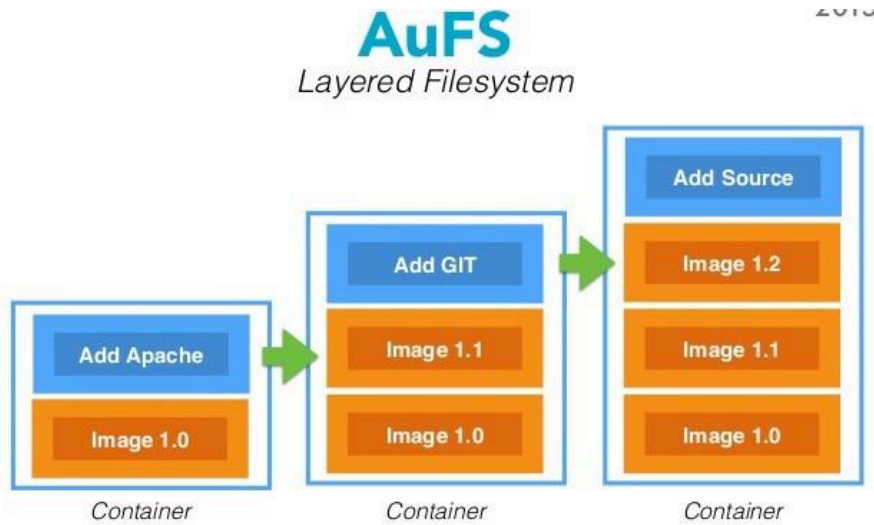 AuFS
Layered Filesystem
Add Apache
Image 1.0
Container
Add GIT
Image 1.1
Image 1.0
Container
Add Source
Image 1.2
Image 1.1
Image 1.0
Container